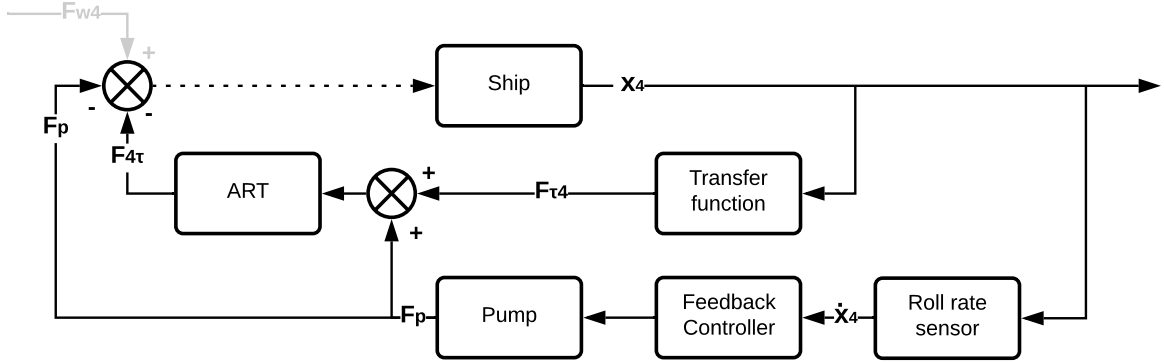 Fw4
+
Ship
x4
-
-
Fp
F4τ
ART
+
+
Fτ4
Transfer
function
Fp
Pump
Feedback
Controller
ẋ4
Roll rate
sensor